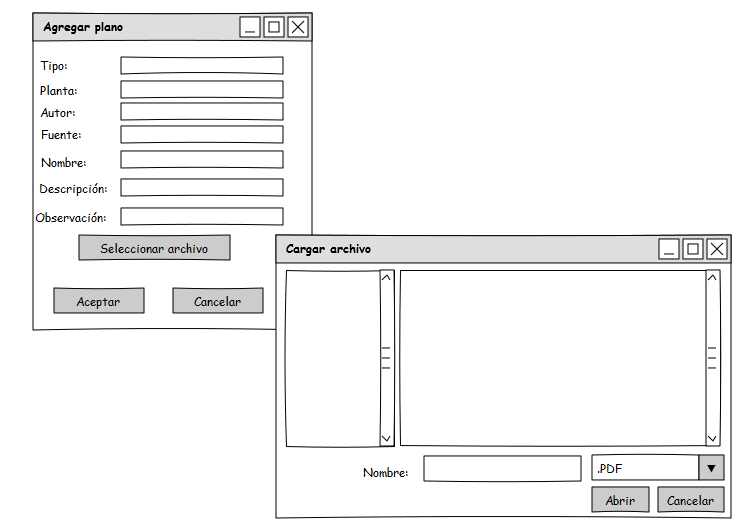 Agregar plano
Tipo:
Planta:
Autor:
Fuente:
Nombre:
Descripción:
Observación:
Seleccionar archivo
Aceptar Cancelar
Cargar archivo
Nombre: .PDF
Abrir Cancelar